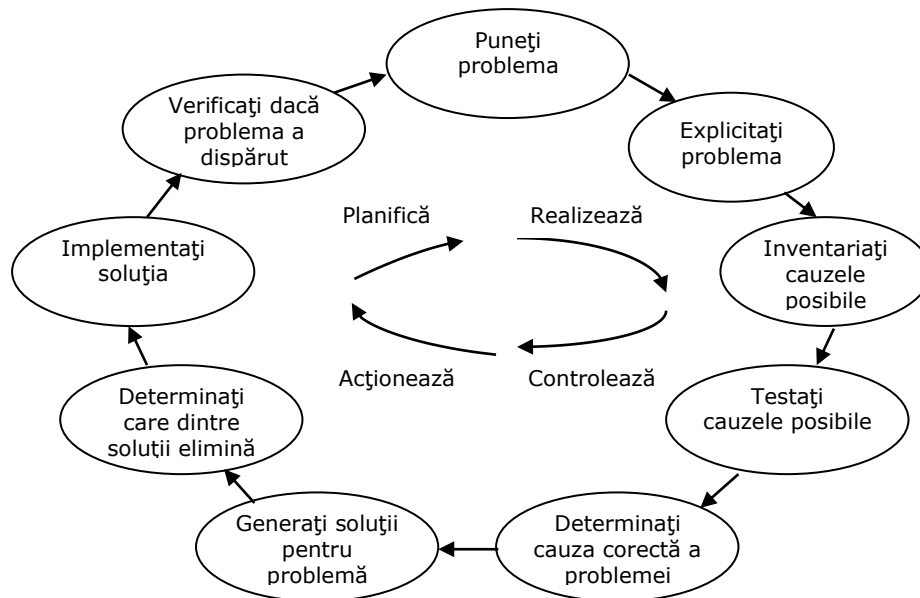 Puneţi
problema
Explicitaţi
problema
Inventariaţi
cauzele
posibile
Testaţi
cauzele posibile
Determinaţi
cauza corectă a
problemei
Generaţi soluţii
pentru
problemă
Determinaţi
care dintre
soluţii elimină
Implementaţi
soluţia
Verificaţi dacă
problema a
dispărut
Planifică
Realizează
Controlează
Acţionează